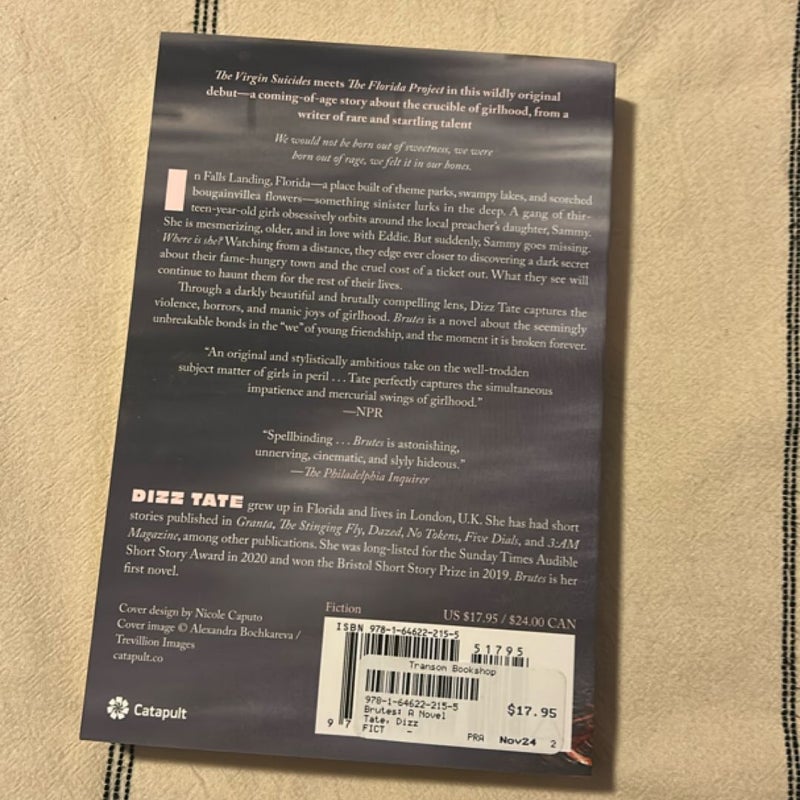 The Virgin Suicides meets The Florida Project in this wildly original
debut—a coming-of-age story about the crucible of girlhood, from a
writer of rare and startling talent
We would not be born out of sweetness, we were
born out of rage, we felt it in our bones.
In Falls Landing, Florida—a place built of theme parks, swampy lakes, and scorched
bougainvillea flowers—something sinister lurks in the deep. A gang of thir-
teen-year-old girls obsessively orbits around the local preacher's daughter, Sammy.
She is mesmerizing, older, and in love with Eddie. But suddenly, Sammy goes missing.
Where is she? Watching from a distance, they edge ever closer to discovering a dark secret
about their fame-hungry town and the cruel cost of a ticket out. What they see will
continue to haunt them for the rest of their lives.
Through a darkly beautiful and brutally compelling lens, Dizz Tate captures the
violence, horrors, and manic joys of girlhood. Brutes is a novel about the seemingly
unbreakable bonds in the "we" of young friendship, and the moment it is broken forever.
"An original and stylistically ambitious take on the well-trodden
subject matter of girls in peril . . . Tate perfectly captures the simultaneous
impatience and mercurial swings of girlhood."
—NPR
"Spellbinding . . . Brutes is astonishing,
unnerving, cinematic, and slyly hideous."
—The Philadelphia Inquirer
DIZZ TATE grew up in Florida and lives in London, U.K. She has had short
stories published in Granta, The Stinging Fly, Dazed, No Tokens, Five Dials, and 3:AM
Magazine, among other publications. She was long-listed for the Sunday Times Audible
Short Story Award in 2020 and won the Bristol Short Story Prize in 2019. Brutes is her
first novel.
Cover design by Nicole Caputo
Cover image © Alexandra Bochkareva /
Trevillion Images
catapult.co
Catapult
Fiction
US $17.95 / $24.00 CAN
ISBN 978-1-64622-215-5
51795
Transom Bookshop
978-1-64622-215-5
Brutes: A Novel
Tate, Dizz
FICT -
$17.95
PRA Nov24 2
9 7